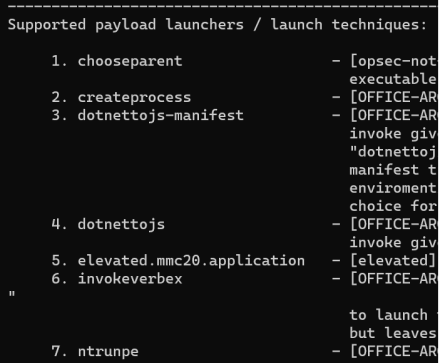 ------------------------------------------------
Supported payload launchers / launch techniques:
1. chooseparent - [opsec-not
executable
2. createprocess - [OFFICE-AR
3. dotnettojs-manifest - [OFFICE-AR
invoke giv
"dotnettoj
manifest t
enviroment
choice for
4. dotnettojs - [OFFICE-AR
invoke giv
5. elevated.mmc20.application - [elevated]
6. invokeverbex - [OFFICE-AR
"
to launch
but leaves
7. ntrunpe - [OFFICE-AR